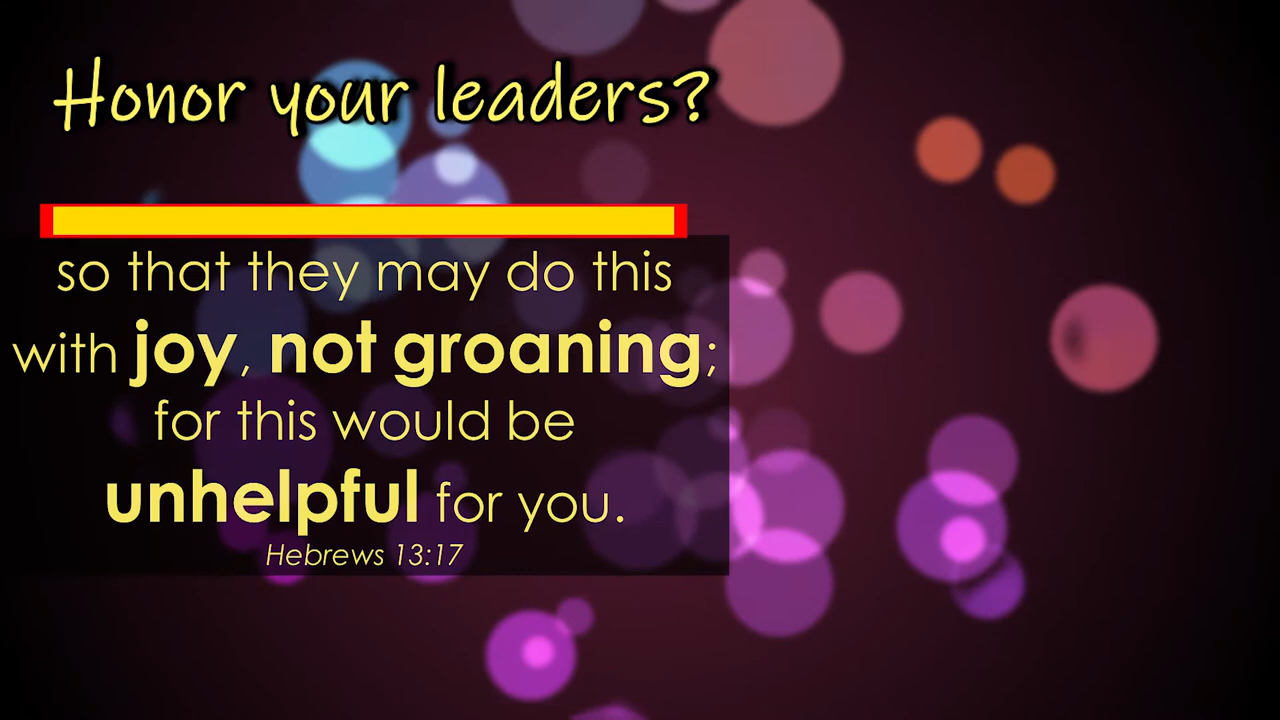 Honor your leaders?
so that they may do this
with joy, not groaning;
for this would be
unhelpful for you.
Hebrews 13:17